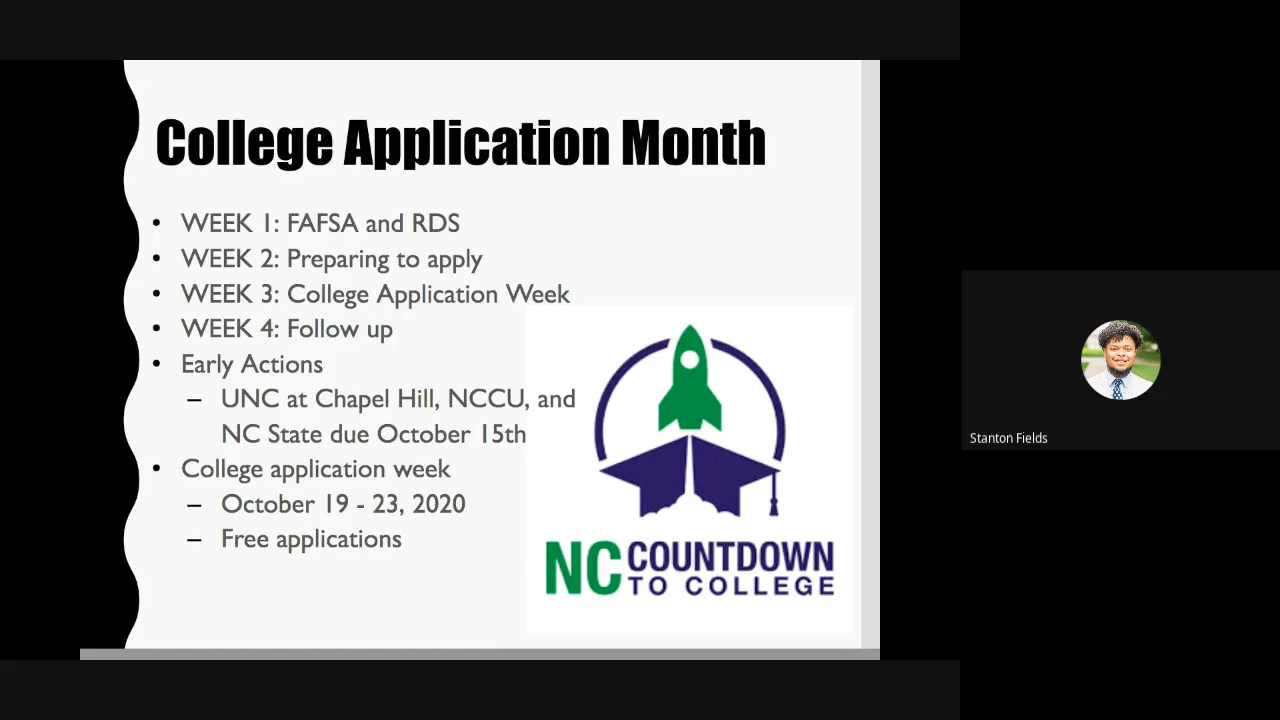 College Application Month
• WEEK 1: FAFSA and RDS
• WEEK 2: Preparing to apply
• WEEK 3: College Application Week
• WEEK 4: Follow up
• Early Actions
– UNC at Chapel Hill, NCCU, and
NC State due October 15th
• College application week
– October 19 - 23, 2020
– Free applications
NC COUNTDOWN
TO COLLEGE
Stanton Fields